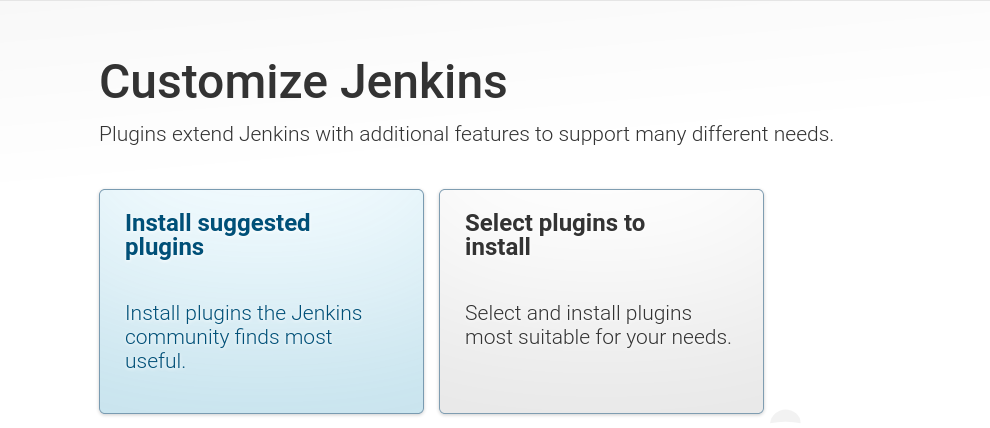 Customize Jenkins
Plugins extend Jenkins with additional features to support many different needs.
Install suggested
plugins
Install plugins the Jenkins
community finds most
useful.
Select plugins to
install
Select and install plugins
most suitable for your needs.